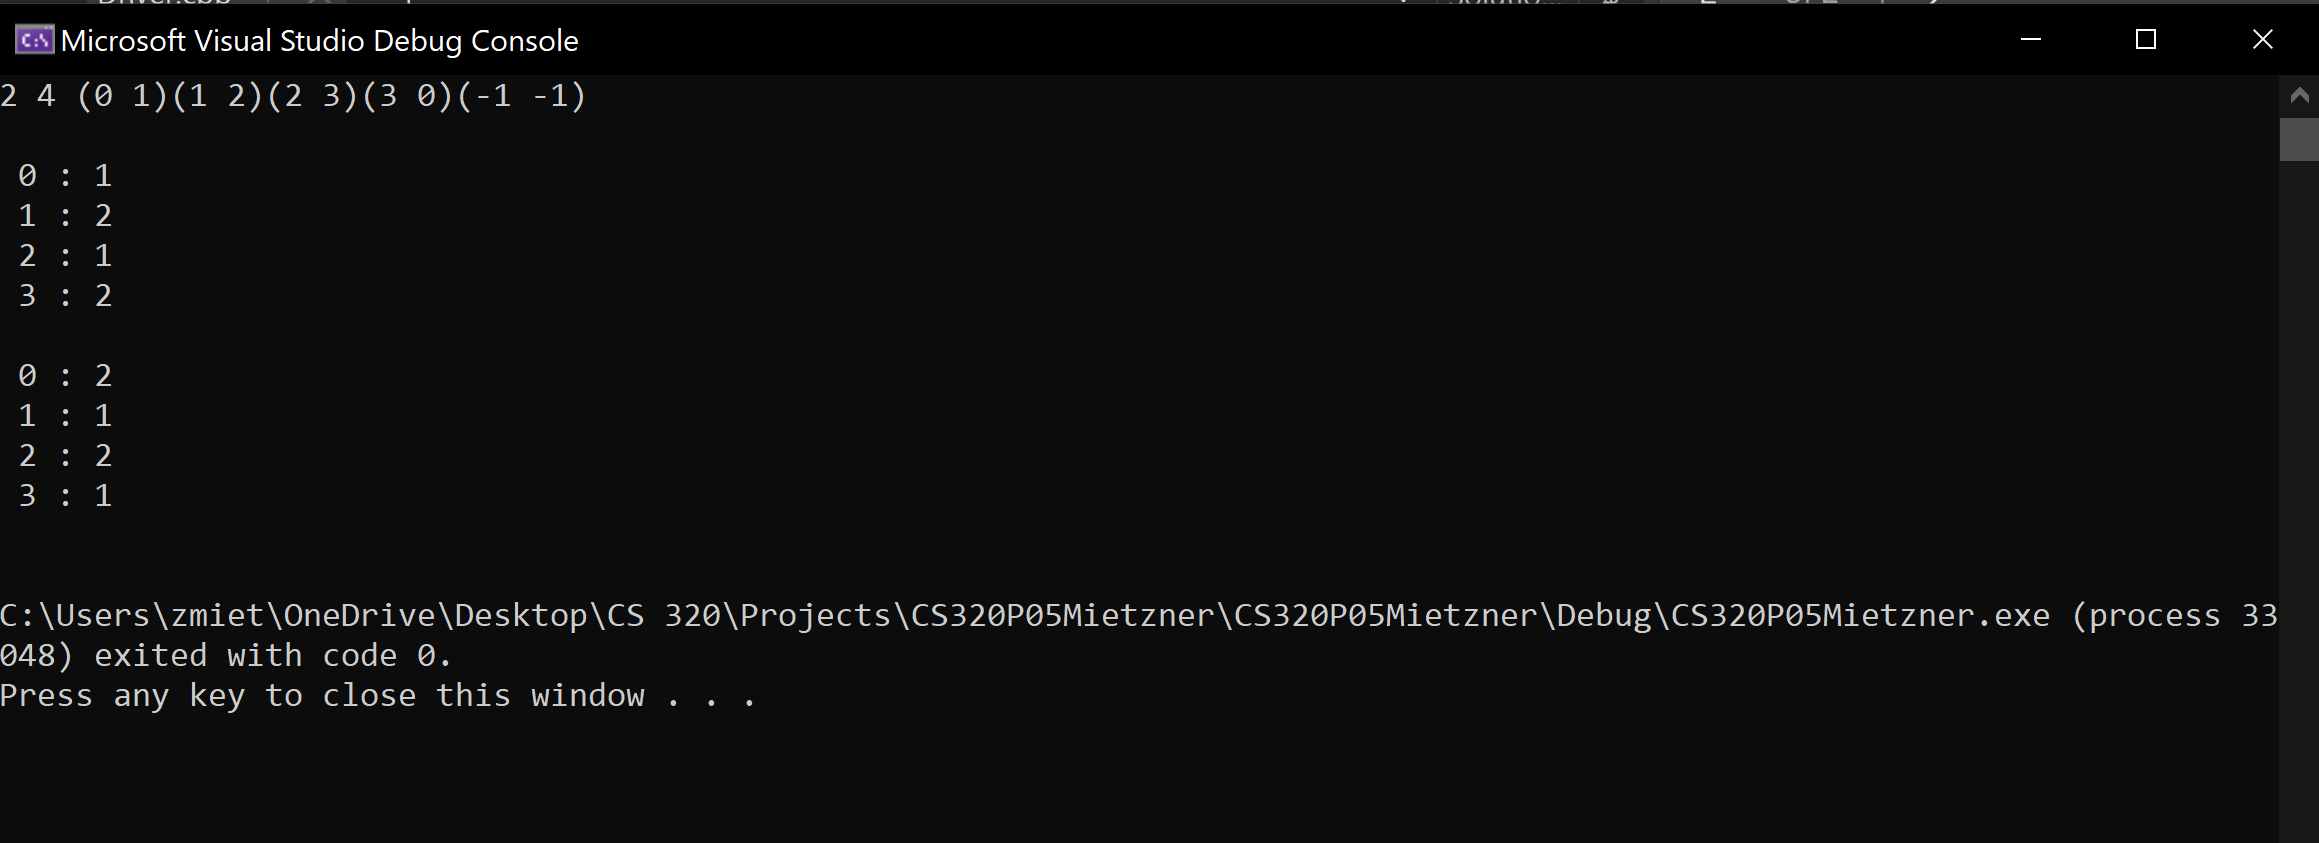 Microsoft Visual Studio Debug Console
2 4 (0 1)(1 2)(2 3)(3 0)(-1 -1)
0 : 1
1 : 2
2 : 1
3 : 2
0 : 2
1 : 1
2 : 2
3 : 1
C:\Users\zmiet\OneDrive\Desktop\CS 320\Projects\CS320P05Mietzner\CS320P05Mietzner\Debug\CS320P05Mietzner.exe (process 33
048) exited with code 0.
Press any key to close this window . . .